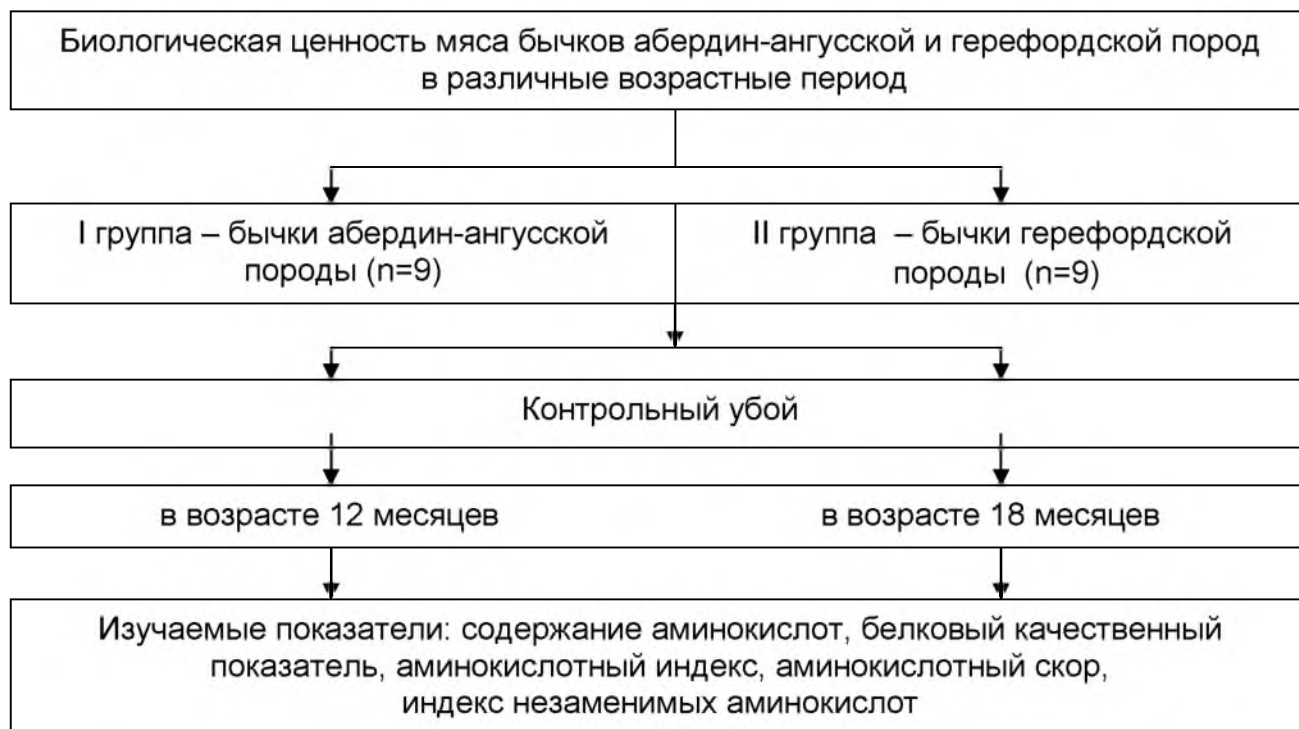 Биологическая ценность мяса бычков абердин-ангусской и герефордской пород
в различные возрастные период
I группа – бычки абердин-ангусской
породы (n=9)
II группа – бычки герефордской
породы (n=9)
Контрольный убой
в возрасте 12 месяцев
в возрасте 18 месяцев
Изучаемые показатели: содержание аминокислот, белковый качественный
показатель, аминокислотный индекс, аминокислотный скор,
индекс незаменимых аминокислот